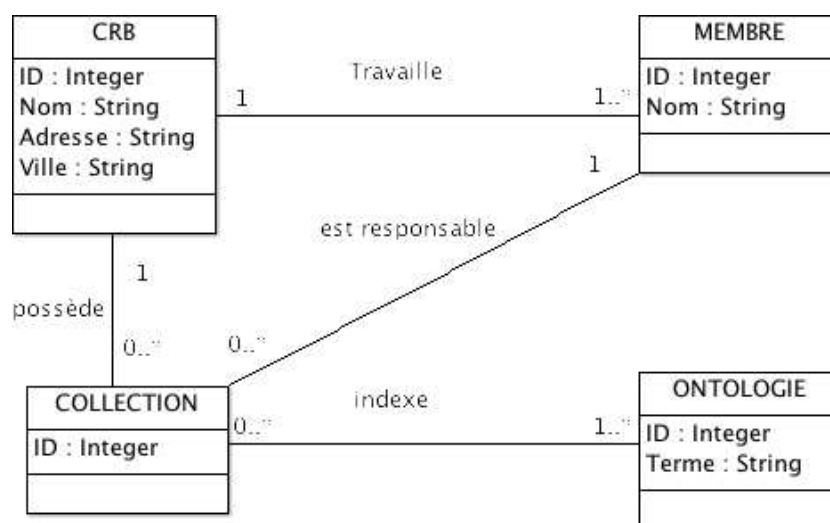 CRB
ID : Integer
Nom : String
Adresse : String
Ville : String
Travaille
1
1..*
MEMBRE
ID : Integer
Nom : String
1
est responsable
1
possède
0..*
0..*
COLLECTION
ID : Integer
indexe
0..*
1..*
ONTOLOGIE
ID : Integer
Terme : String